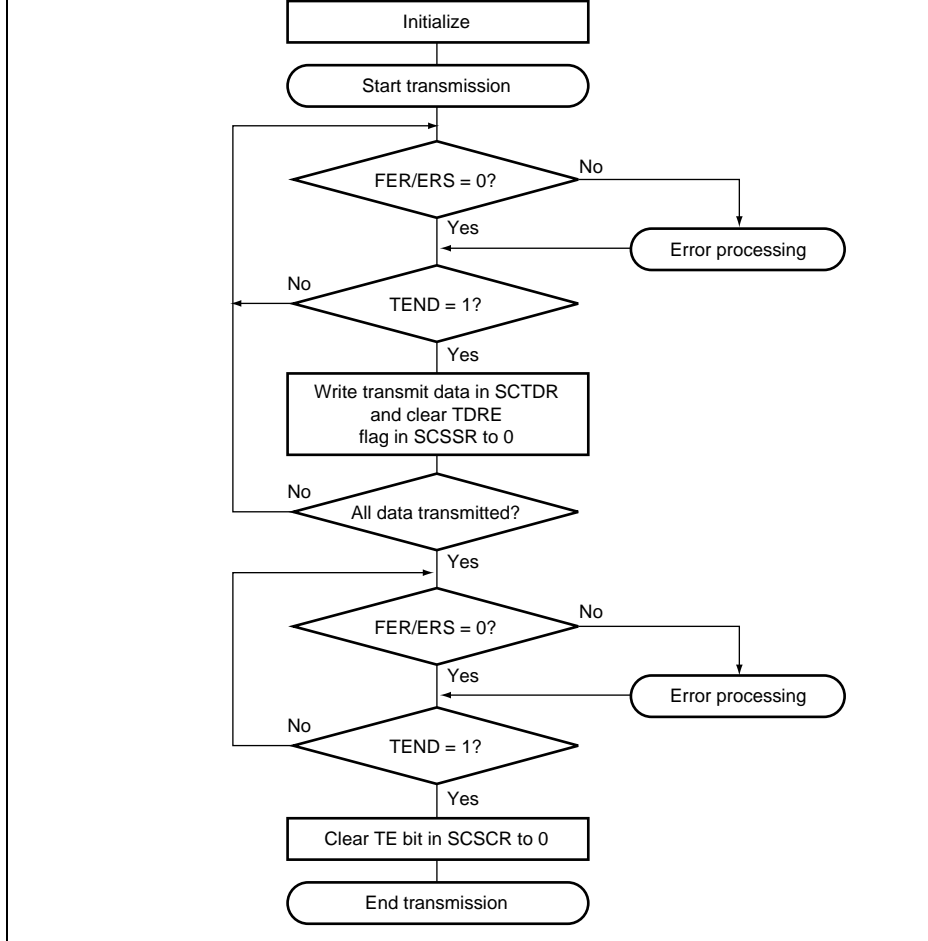 Initialize
Start transmission
FER/ERS = 0?
No
Yes
Error processing
No
TEND = 1?
Yes
Write transmit data in SCTDR
and clear TDRE
flag in SCSSR to 0
No
All data transmitted?
Yes
FER/ERS = 0?
No
Yes
Error processing
No
TEND = 1?
Yes
Clear TE bit in SCSCR to 0
End transmission